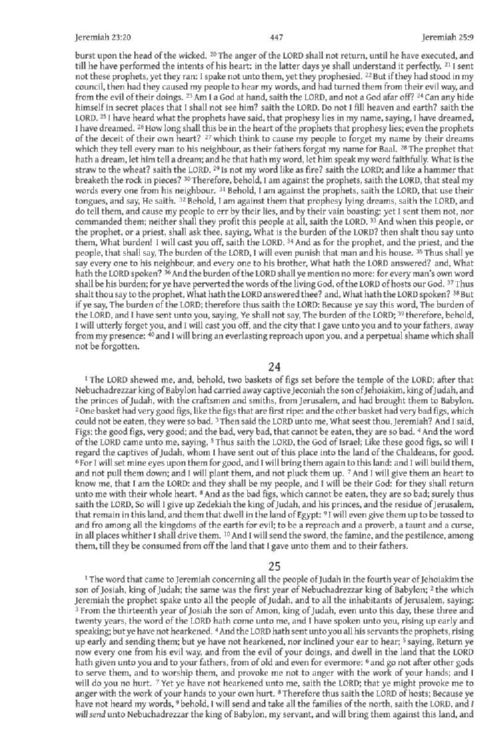 Jeremiah 23:20 447 Jeremiah 25:9
burst upon the head of the wicked. 20 The anger of the LORD shall not return, until he have executed, and
till he have performed the intents of his heart: in the latter days ye shall understand it perfectly. 21 I sent
not these prophets, yet they ran: I spake not unto them, yet they prophesied. 22 But if they had stood in my
council, then had they caused my people to hear my words, and had turned them from their evil way, and
from the evil of their doings. 23 Am I a God at hand, saith the LORD, and not a God afar off? 24 Can any hide
himself in secret places that I shall not see him? saith the LORD. Do not I fill heaven and earth? saith the
LORD. 25 I have heard what the prophets have said, that prophesy lies in my name, saying, I have dreamed,
I have dreamed. 26 How long shall this be in the heart of the prophets that prophesy lies; even the prophets
of the deceit of their own heart? 27 which think to cause my people to forget my name by their dreams
which they tell every man to his neighbour, as their fathers forgat my name for Baal. 28 The prophet that
hath a dream, let him tell a dream; and he that hath my word, let him speak my word faithfully. What is the
straw to the wheat? saith the LORD. 29 Is not my word like as fire? saith the LORD; and like a hammer that
breaketh the rock in pieces? 30 Therefore, behold, I am against the prophets, saith the LORD, that steal my
words every one from his neighbour. 31 Behold, I am against the prophets, saith the LORD, that use their
tongues, and say, He saith. 32 Behold, I am against them that prophesy lying dreams, saith the LORD, and
do tell them, and cause my people to err by their lies, and by their vain boasting: yet I sent them not, nor
commanded them; neither shall they profit this people at all, saith the LORD. 33 And when this people, or
the prophet, or a priest, shall ask thee, saying, What is the burden of the LORD? then shalt thou say unto
them, What burden! I will cast you off, saith the LORD. 34 And as for the prophet, and the priest, and the
people, that shall say, The burden of the LORD, I will even punish that man and his house. 35 Thus shall ye
say every one to his neighbour, and every one to his brother, What hath the LORD answered? and, What
hath the LORD spoken? 36 And the burden of the LORD shall ye mention no more: for every man's own word
shall be his burden; for ye have perverted the words of the living God, of the LORD of hosts our God. 37 Thus
shalt thou say to the prophet, What hath the LORD answered thee? and, What hath the LORD spoken? 38 But
if ye say, The burden of the LORD; therefore thus saith the LORD: Because ye say this word, The burden of
the LORD, and I have sent unto you, saying, Ye shall not say, The burden of the LORD; 39 therefore, behold,
I will utterly forget you, and I will cast you off, and the city that I gave unto you and to your fathers, away
from my presence: 40 and I will bring an everlasting reproach upon you, and a perpetual shame which shall
not be forgotten.
24
1 The LORD shewed me, and, behold, two baskets of figs set before the temple of the LORD; after that
Nebuchadrezzar king of Babylon had carried away captive Jeconiah the son of Jehoiakim, king of Judah, and
the princes of Judah, with the craftsmen and smiths, from Jerusalem, and had brought them to Babylon.
2 One basket had very good figs, like the figs that are first ripe: and the other basket had very bad figs, which
could not be eaten, they were so bad. 3 Then said the LORD unto me, What seest thou, Jeremiah? And I said,
Figs: the good figs, very good; and the bad, very bad, that cannot be eaten, they are so bad. 4 And the word
of the LORD came unto me, saying, 5 Thus saith the LORD, the God of Israel; Like these good figs, so will I
regard the captives of Judah, whom I have sent out of this place into the land of the Chaldeans, for good.
6 For I will set mine eyes upon them for good, and I will bring them again to this land: and I will build them,
and not pull them down; and I will plant them, and not pluck them up. 7 And I will give them an heart to
know me, that I am the LORD: and they shall be my people, and I will be their God: for they shall return
unto me with their whole heart. 8 And as the bad figs, which cannot be eaten, they are so bad; surely thus
saith the LORD, So will I give up Zedekiah the king of Judah, and his princes, and the residue of Jerusalem,
that remain in this land, and them that dwell in the land of Egypt: 9 I will even give them up to be tossed to
and fro among all the kingdoms of the earth for evil; to be a reproach and a proverb, a taunt and a curse,
in all places whither I shall drive them. 10 And I will send the sword, the famine, and the pestilence, among
them, till they be consumed from off the land that I gave unto them and to their fathers.
25
1 The word that came to Jeremiah concerning all the people of Judah in the fourth year of Jehoiakim the
son of Josiah, king of Judah; the same was the first year of Nebuchadrezzar king of Babylon; 2 the which
Jeremiah the prophet spake unto all the people of Judah, and to all the inhabitants of Jerusalem, saying:
3 From the thirteenth year of Josiah the son of Amon, king of Judah, even unto this day, these three and
twenty years, the word of the LORD hath come unto me, and I have spoken unto you, rising up early and
speaking; but ye have not hearkened. 4 And the LORD hath sent unto you all his servants the prophets, rising
up early and sending them; but ye have not hearkened, nor inclined your ear to hear; 5 saying, Return ye
now every one from his evil way, and from the evil of your doings, and dwell in the land that the LORD
hath given unto you and to your fathers, from of old and even for evermore: 6 and go not after other gods
to serve them, and to worship them, and provoke me not to anger with the work of your hands; and I
will do you no hurt. 7 Yet ye have not hearkened unto me, saith the LORD; that ye might provoke me to
anger with the work of your hands to your own hurt. 8 Therefore thus saith the LORD of hosts; Because ye
have not heard my words, 9 behold, I will send and take all the families of the north, saith the LORD, and I
will send unto Nebuchadrezzar the king of Babylon, my servant, and will bring them against this land, and